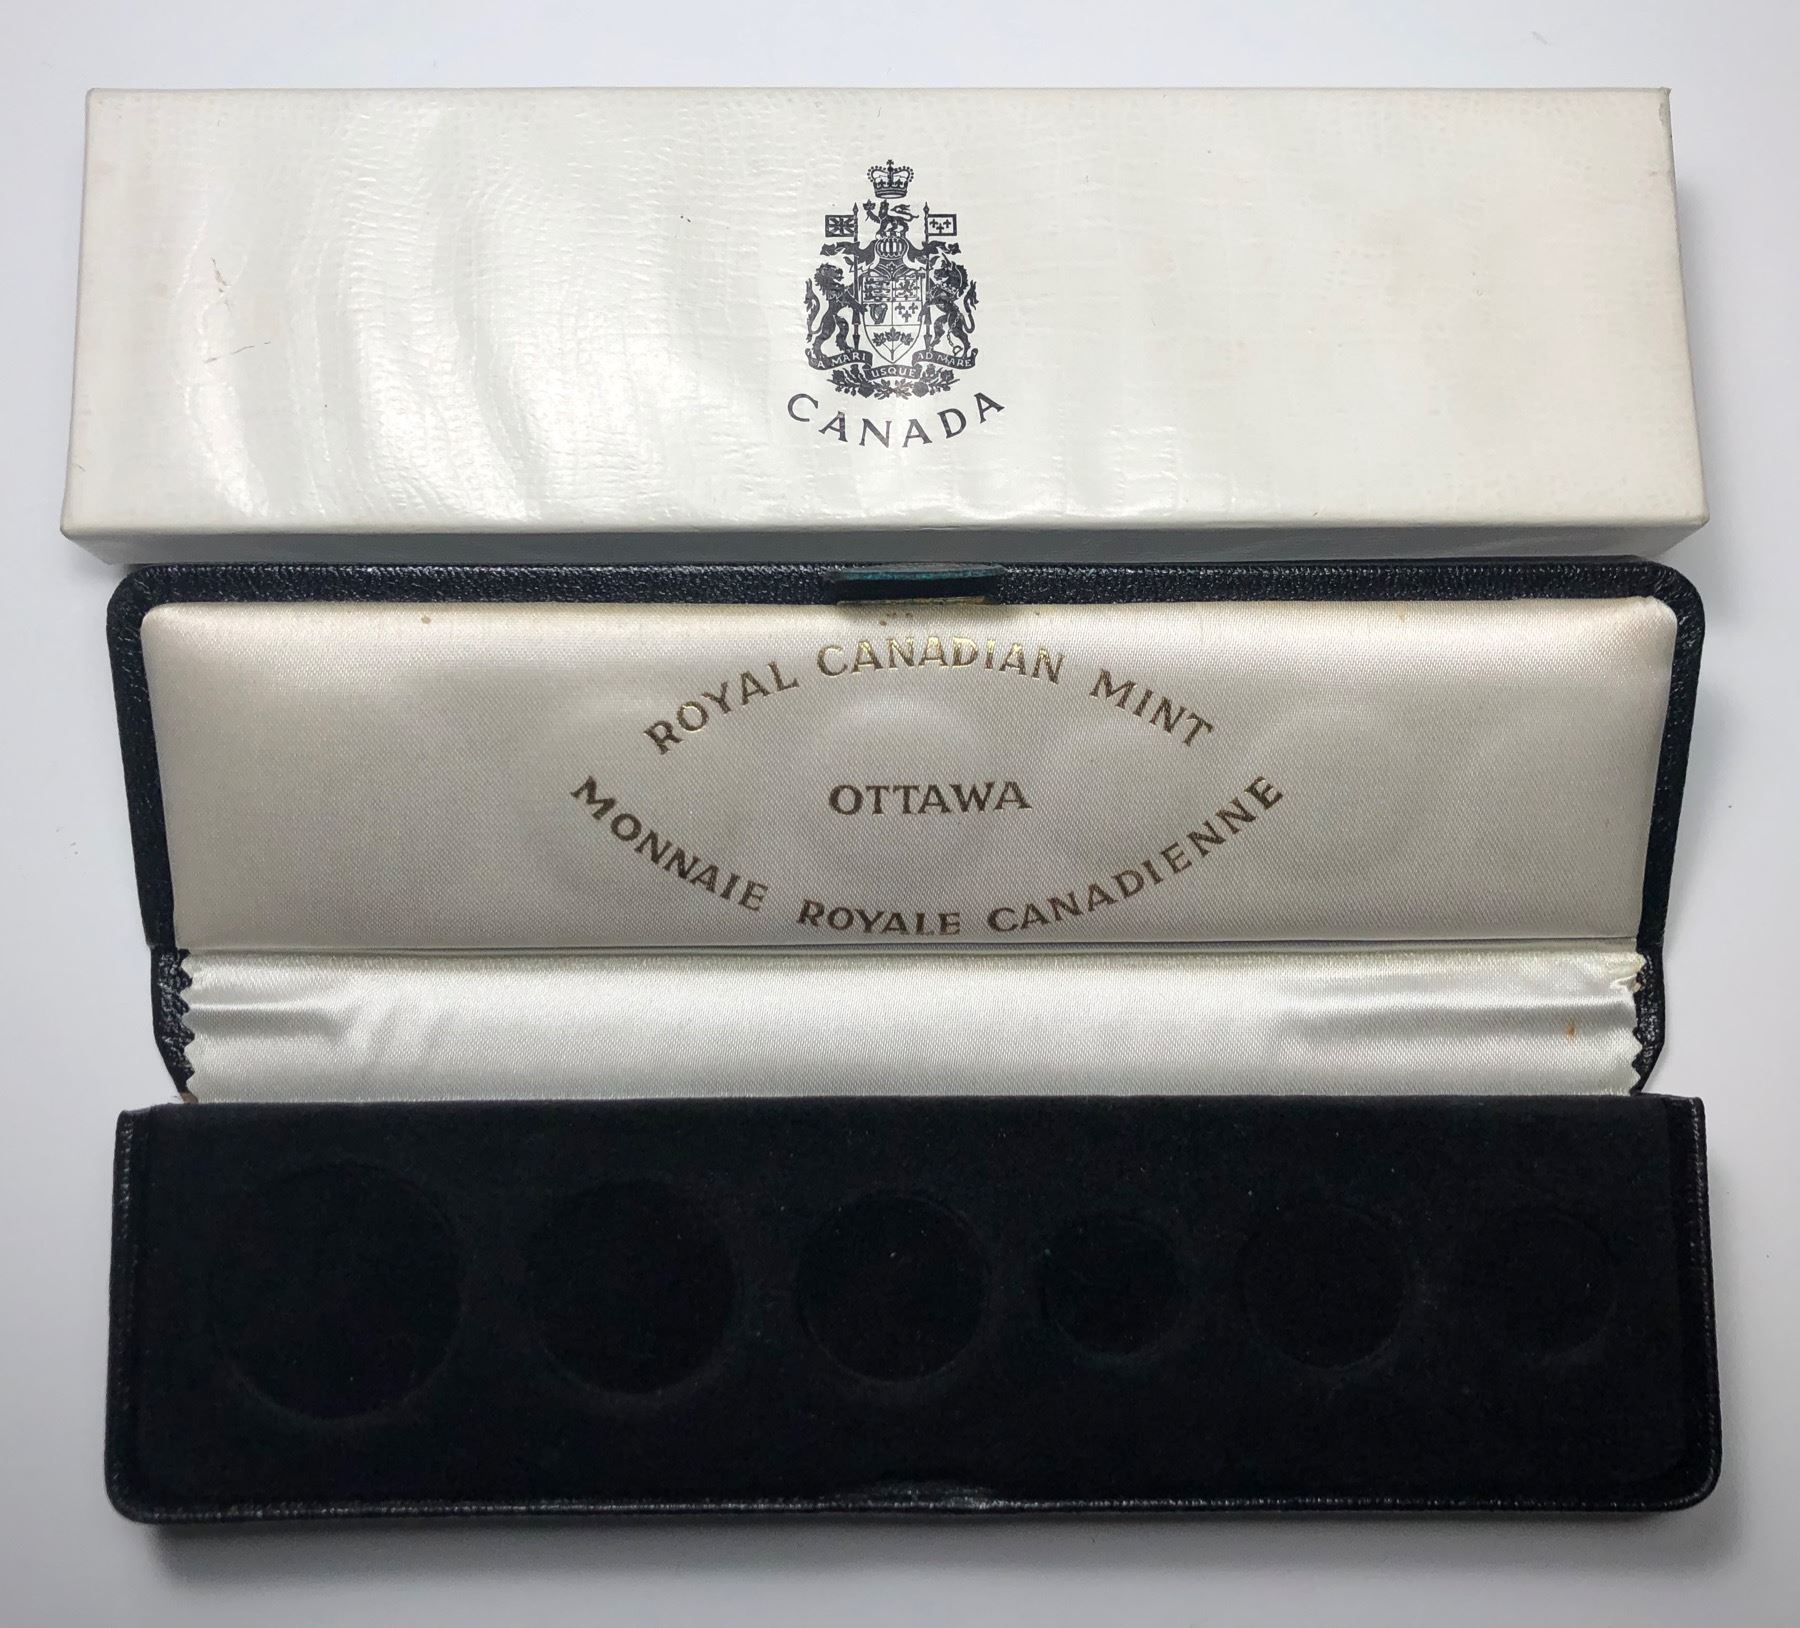 A MARI USQUE AD MARE
CANADA
ROYAL CANADIAN MINT
OTTAWA
MONNAIE ROYALE CANADIENNE